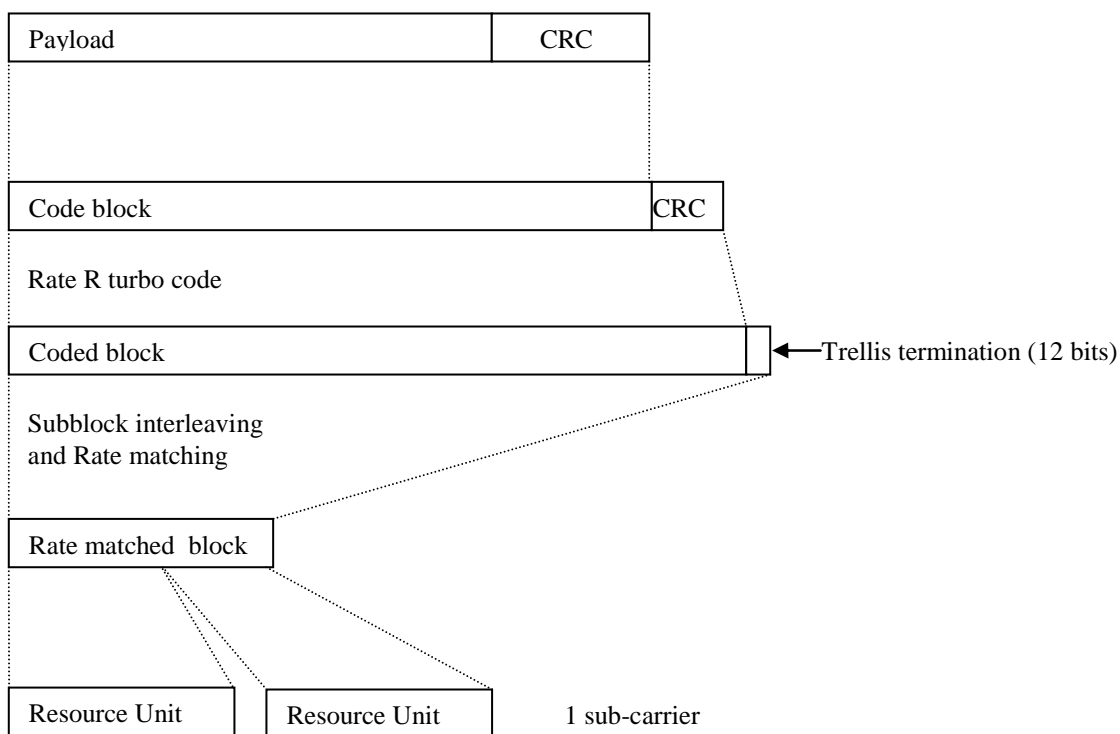 Payload CRC
Code block CRC
Rate R turbo code
Coded block
Trellis termination (12 bits)
Subblock interleaving
and Rate matching
Rate matched block
Resource Unit Resource Unit 1 sub-carrier